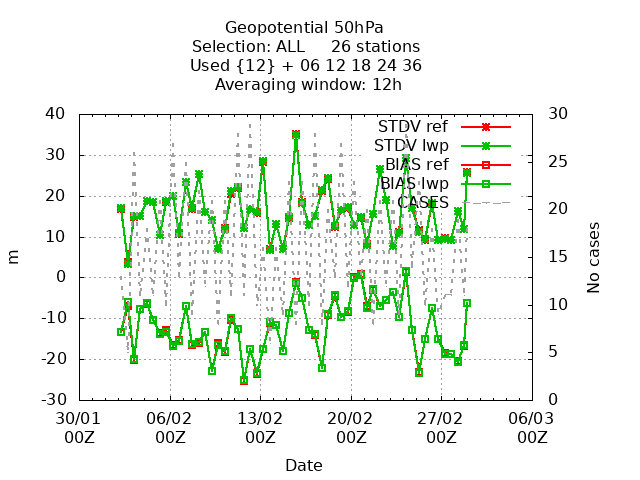 Geopotential 50hPa
Selection: ALL 26 stations
Used {12} + 06 12 18 24 36
Averaging window: 12h
STDV ref
STDV lwp
BIAS ref
BIAS lwp
CASES
40
30
20
10
0
-10
-20
-30
m
30
25
20
15
10
5
0
No cases
30/01 06/02 13/02 20/02 27/02 06/03
00Z 00Z 00Z 00Z 00Z 00Z
Date